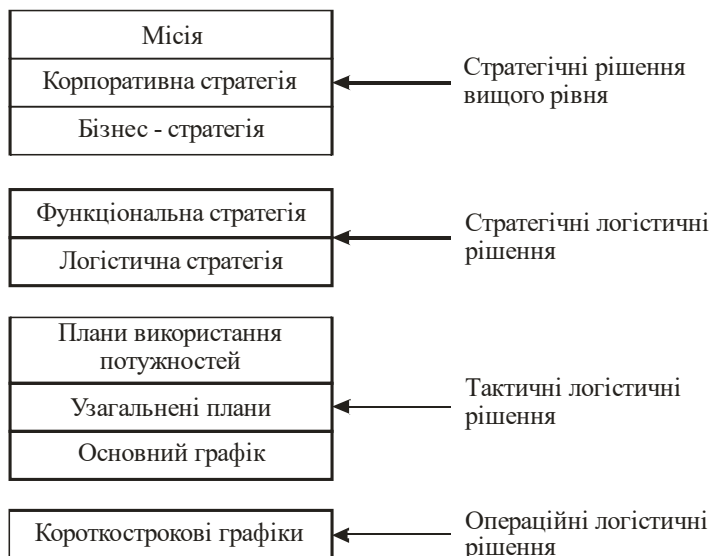 Місія
Корпоративна стратегія
Бізнес - стратегія
Стратегічні рішення
вищого рівня
Функціональна стратегія
Логістична стратегія
Стратегічні логістичні
рішення
Плани використання
потужностей
Узагальнені плани
Основний графік
Тактичні логістичні
рішення
Короткострокові графіки
Операційні логістичні
рішення